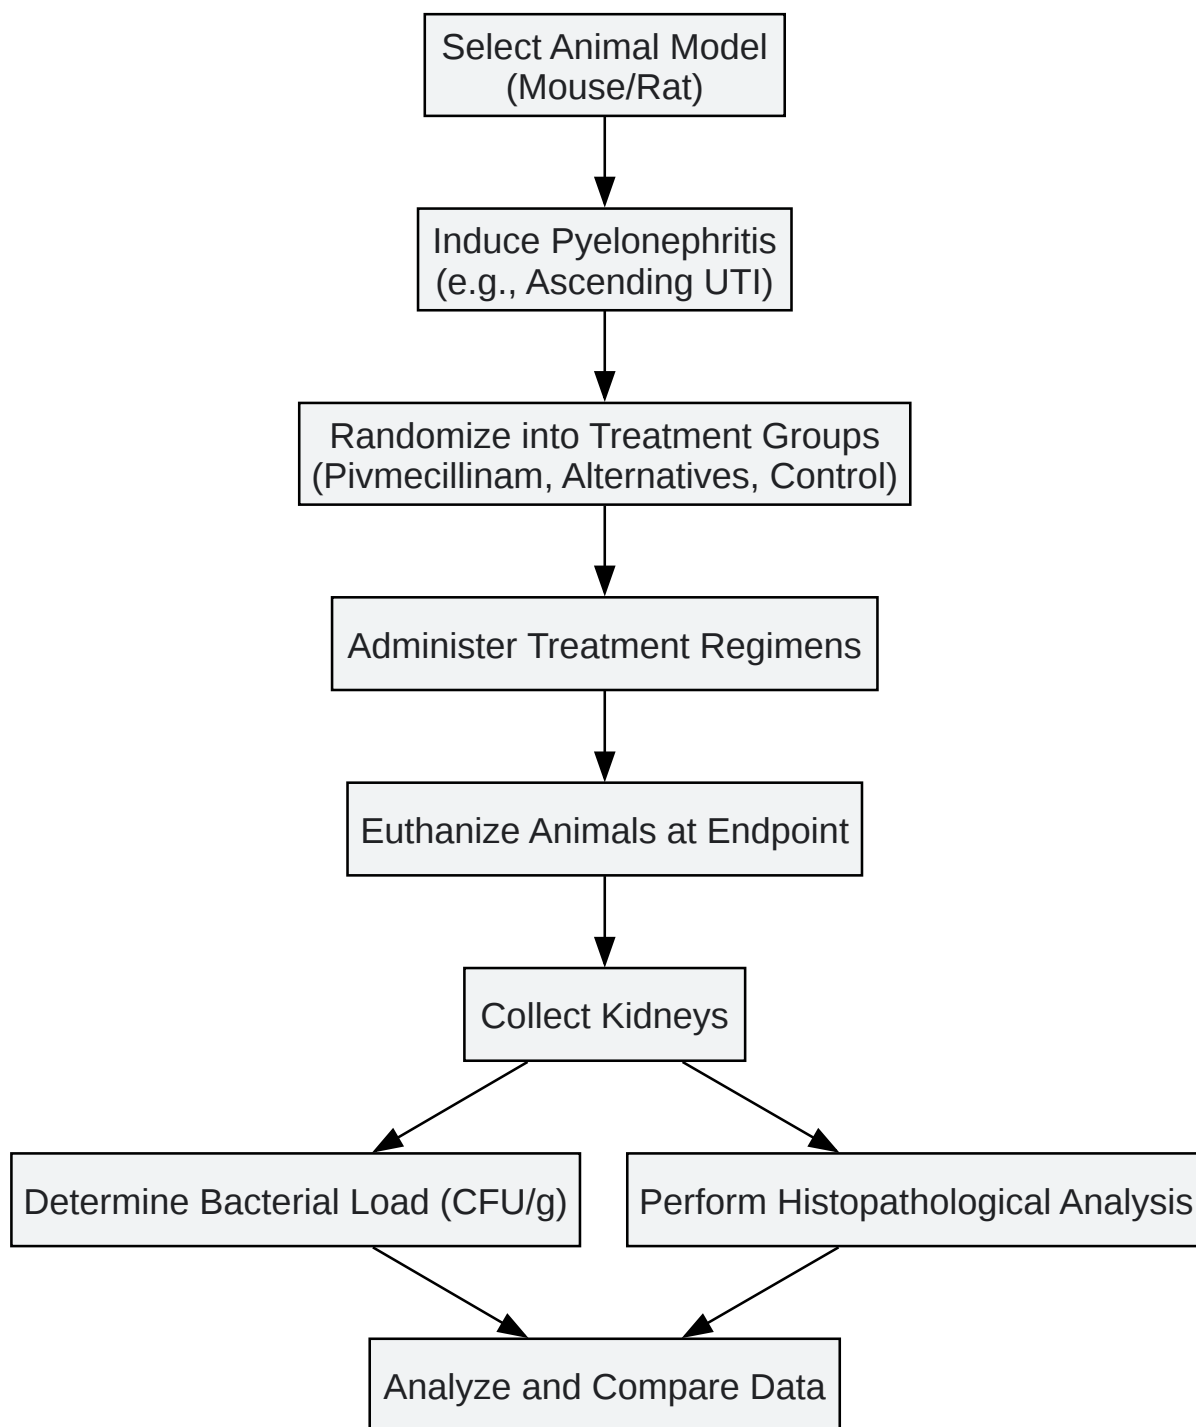 Select Animal Model
(Mouse/Rat)
Induce Pyelonephritis
(e.g., Ascending UTI)
Randomize into Treatment Groups
(Pivmecillinam, Alternatives, Control)
Administer Treatment Regimens
Euthanize Animals at Endpoint
Collect Kidneys
Determine Bacterial Load (CFU/g)
Perform Histopathological Analysis
Analyze and Compare Data